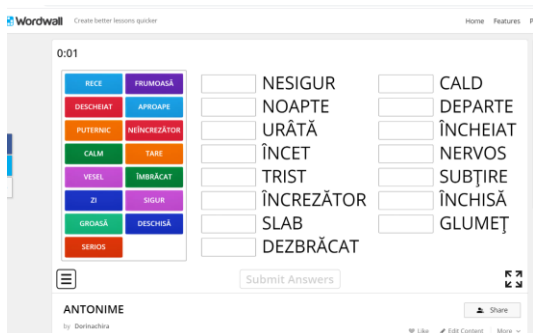 Wordwall Create better lessons quicker Home Features P
0:01
RECE FRUMOASĂ NESIGUR CALD
DESCHEIAT APROAPE NOAPTE DEPARTE
PUTERNIC NEÎNCREZĂTOR URÂTĂ ÎNCHEIAT
CALM TARE ÎNCET NERVOS
VESEL ÎMBRĂCAT TRIST SUBŢIRE
ZI SIGUR ÎNCREZĂTOR ÎNCHISĂ
GROASĂ DESCHISĂ SLAB GLUMEŢ
SERIOS DEZBRĂCAT
Submit Answers
ANTONIME Share
by Dorinachira Like Edit Content More